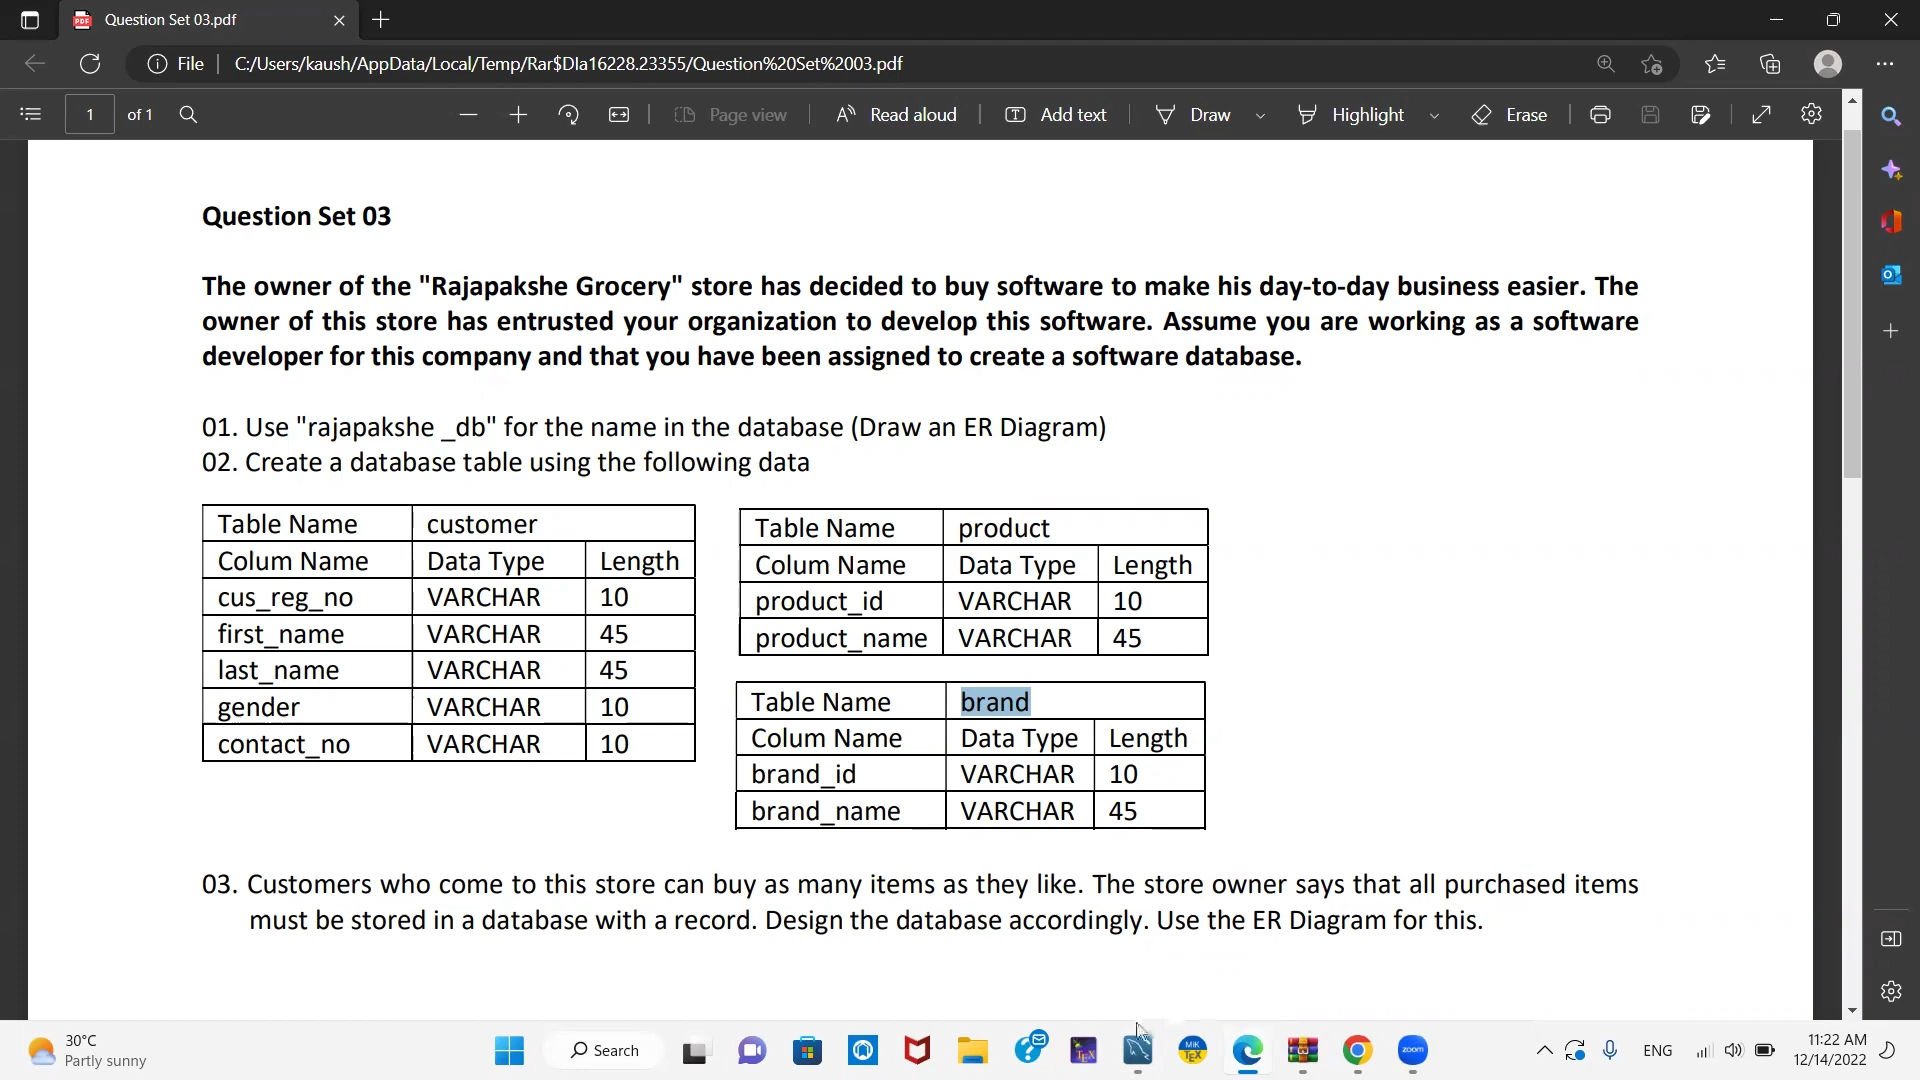 Question Set 03.pdf
File
C:/Users/kaush/AppData/Local/Temp/Rar$DIa16228.23355/Question%20Set%2003.pdf
1 of 1
Page view
Read aloud
Add text
Draw
Highlight
Erase
Question Set 03
The owner of the "Rajapakshe Grocery" store has decided to buy software to make his day-to-day business easier. The
owner of this store has entrusted your organization to develop this software. Assume you are working as a software
developer for this company and that you have been assigned to create a software database.
01. Use "rajapakshe _db" for the name in the database (Draw an ER Diagram)
02. Create a database table using the following data
Table Name customer
Colum Name Data Type Length
cus_reg_no VARCHAR 10
first_name VARCHAR 45
last_name VARCHAR 45
gender VARCHAR 10
contact_no VARCHAR 10
Table Name product
Colum Name Data Type Length
product_id VARCHAR 10
product_name VARCHAR 45
Table Name brand
Colum Name Data Type Length
brand_id VARCHAR 10
brand_name VARCHAR 45
03. Customers who come to this store can buy as many items as they like. The store owner says that all purchased items
must be stored in a database with a record. Design the database accordingly. Use the ER Diagram for this.
30°C
Partly sunny
Search
zoom
ENG
11:22 AM
12/14/2022